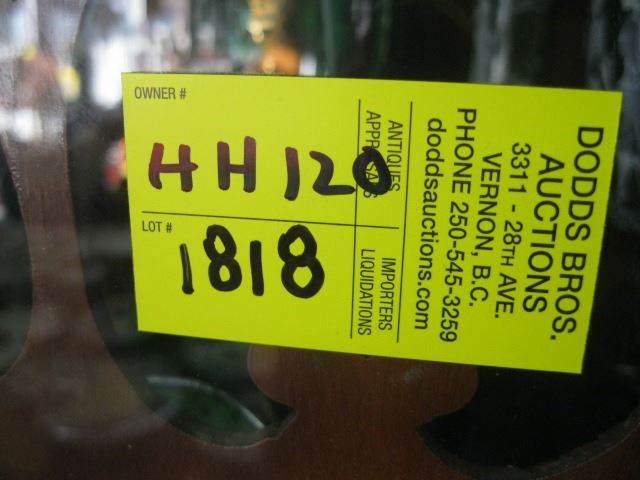 DODDS BROS.
AUCTIONS
3311 - 28TH AVE.
VERNON, B.C.
PHONE 250-545-3259
doddsauctions.com
ANTIQUES
APPRAISALS
IMPORTERS
LIQUIDATIONS
OWNER #
HH120
LOT #
1818